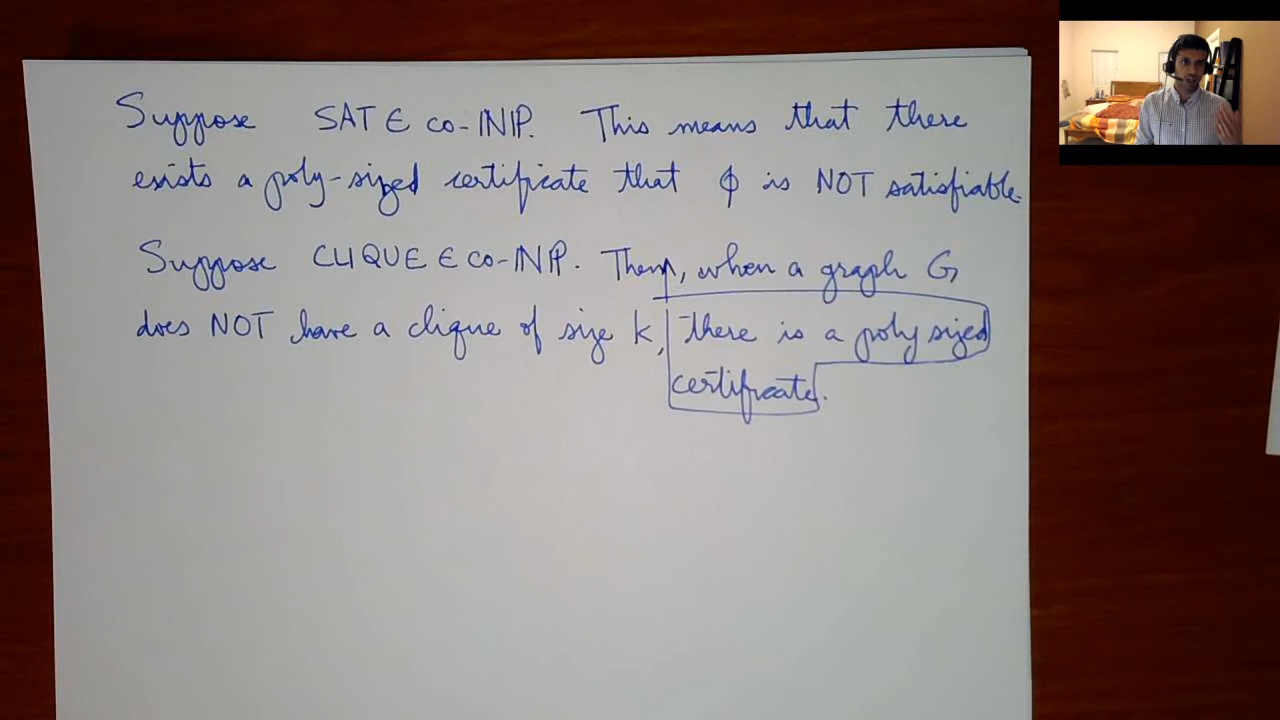 Suppose SAT ∈ co-NP. This means that there
exists a poly-sized certificate that φ is NOT satisfiable.
Suppose CLIQUE ∈ co-NP. Then, when a graph G
does NOT have a clique of size k, there is a poly sized
certificate.